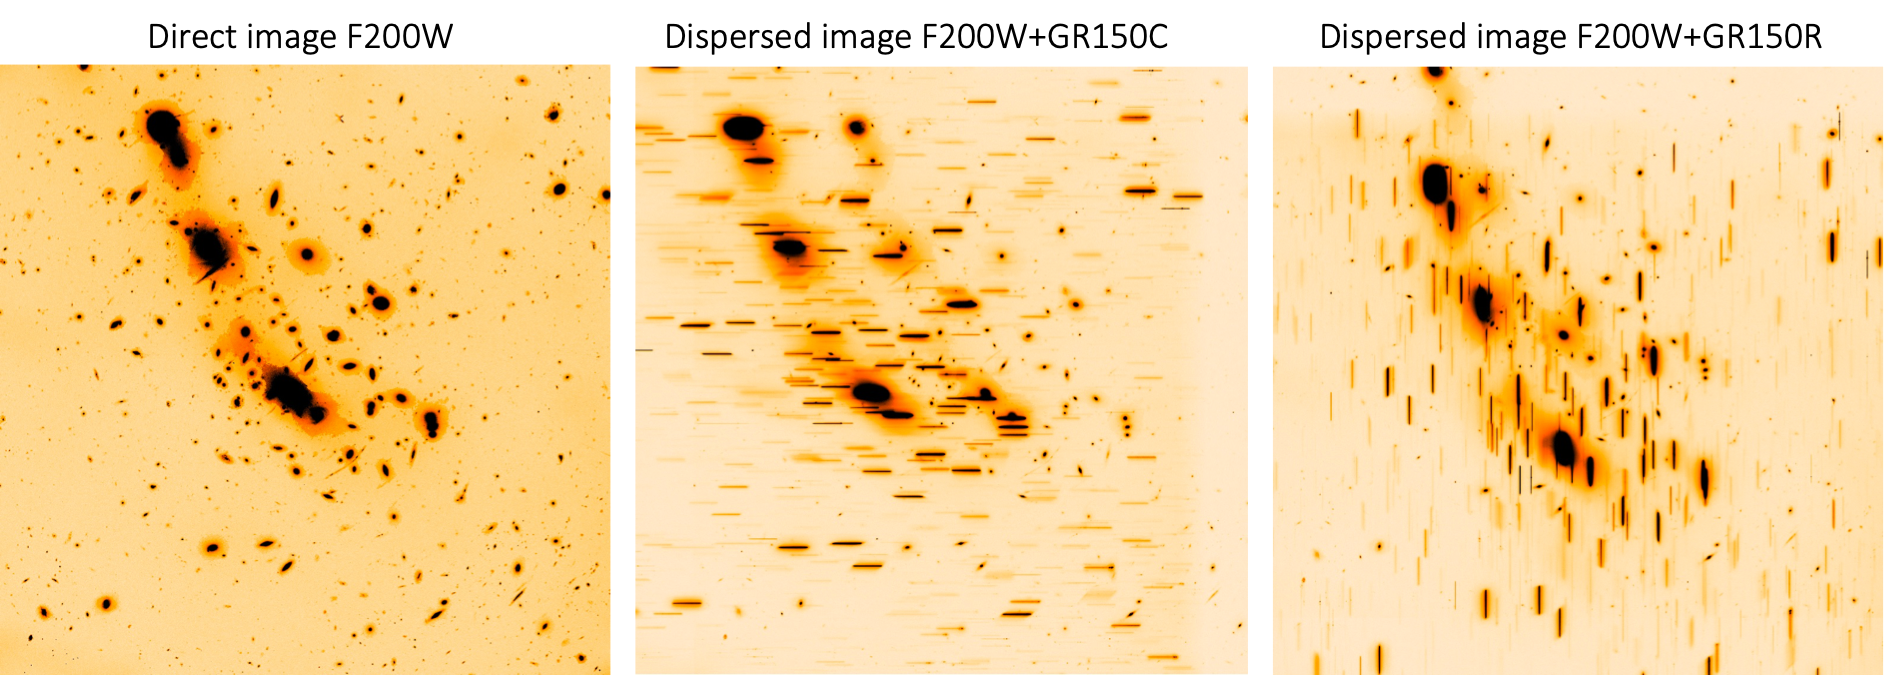 Direct image F200W
Dispersed image F200W+GR150C
Dispersed image F200W+GR150R